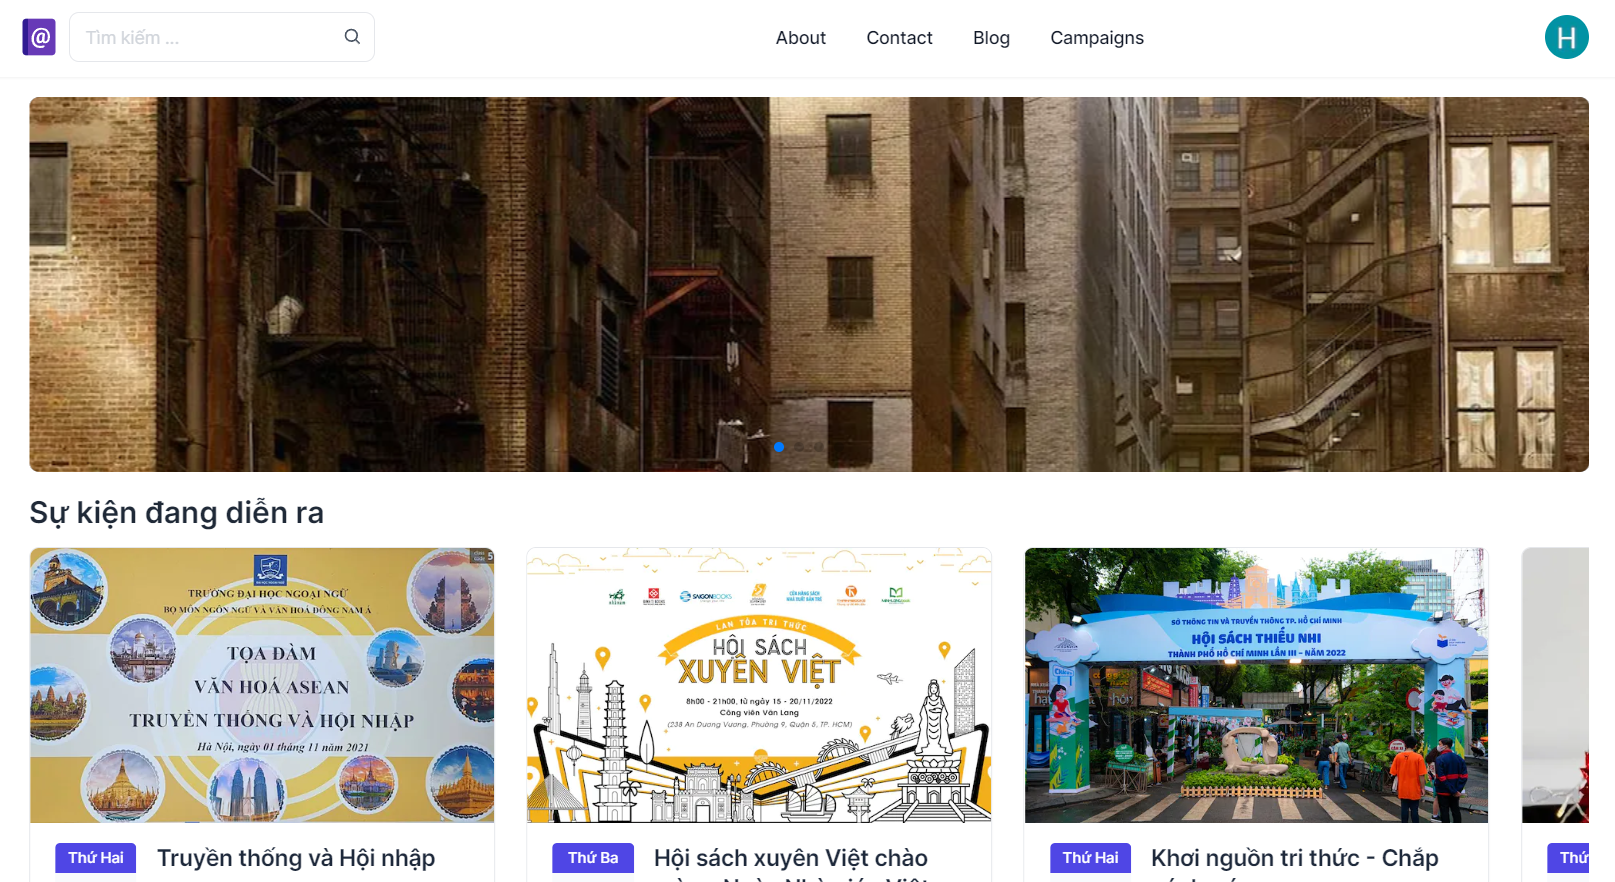 @
Tìm kiếm ...
About
Contact
Blog
Campaigns
H
Sự kiện đang diễn ra
TRƯỜNG ĐẠI HỌC NGOẠI NGỮ
BỘ MÔN NGÔN NGỮ VÀ VĂN HOÁ ĐÔNG NAM Á
TỌA ĐÀM
VĂN HOÁ ASEAN
TRUYỀN THỐNG VÀ HỘI NHẬP
Hà Nội, ngày 01 tháng 11 năm 2021
SAIGONBOOKS
LAN TỎA TRI THỨC
HỘI SÁCH
XUYÊN VIỆT
8h00 - 21h00, từ ngày 15 - 20/11/2022
Công viên Văn Lang
(238 An Dương Vương, Phường 9, Quận 5, TP. HCM)
SỞ THÔNG TIN VÀ TRUYỀN THÔNG TP. HỒ CHÍ MINH
HỘI SÁCH THIẾU NHI
THÀNH PHỐ HỒ CHÍ MINH LẦN III - NĂM 2022
Thứ Hai
Truyền thống và Hội nhập
Thứ Ba
Hội sách xuyên Việt chào
Thứ Hai
Khơi nguồn tri thức - Chắp
Thứ